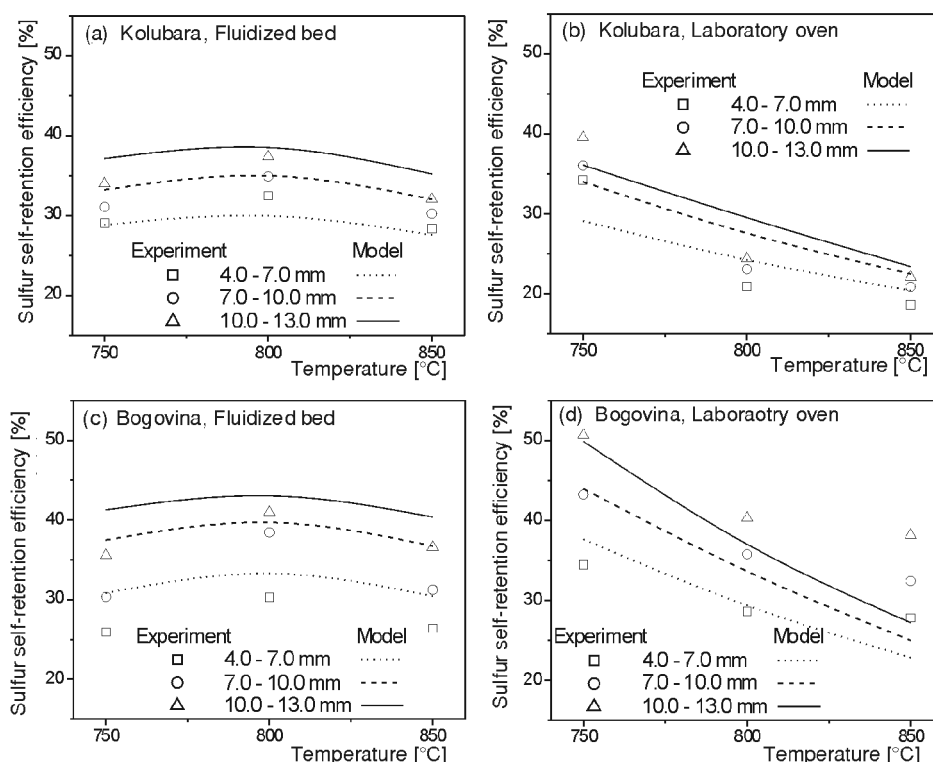 (a) Kolubara, Fluidized bed
Sulfur self-retention efficiency [%]
50
40
30
20
Experiment Model
4.0 - 7.0 mm
7.0 - 10.0 mm
10.0 - 13.0 mm
750 800 850
Temperature [°C]
(b) Kolubara, Laboratory oven
Sulfur self-retention efficiency [%]
50
40
30
20
Experiment Model
4.0 - 7.0 mm
7.0 - 10.0 mm
10.0 - 13.0 mm
750 800 850
Temperature [°C]
(c) Bogovina, Fluidized bed
Sulfur self-retention efficiency [%]
50
40
30
20
Experiment Model
4.0 - 7.0 mm
7.0 - 10.0 mm
10.0 - 13.0 mm
750 800 850
Temperature [°C]
(d) Bogovina, Laboraotry oven
Sulfur self-retention efficiency [%]
50
40
30
20
Experiment Model
4.0 - 7.0 mm
7.0 - 10.0 mm
10.0 - 13.0 mm
750 800 850
Temperature [°C]